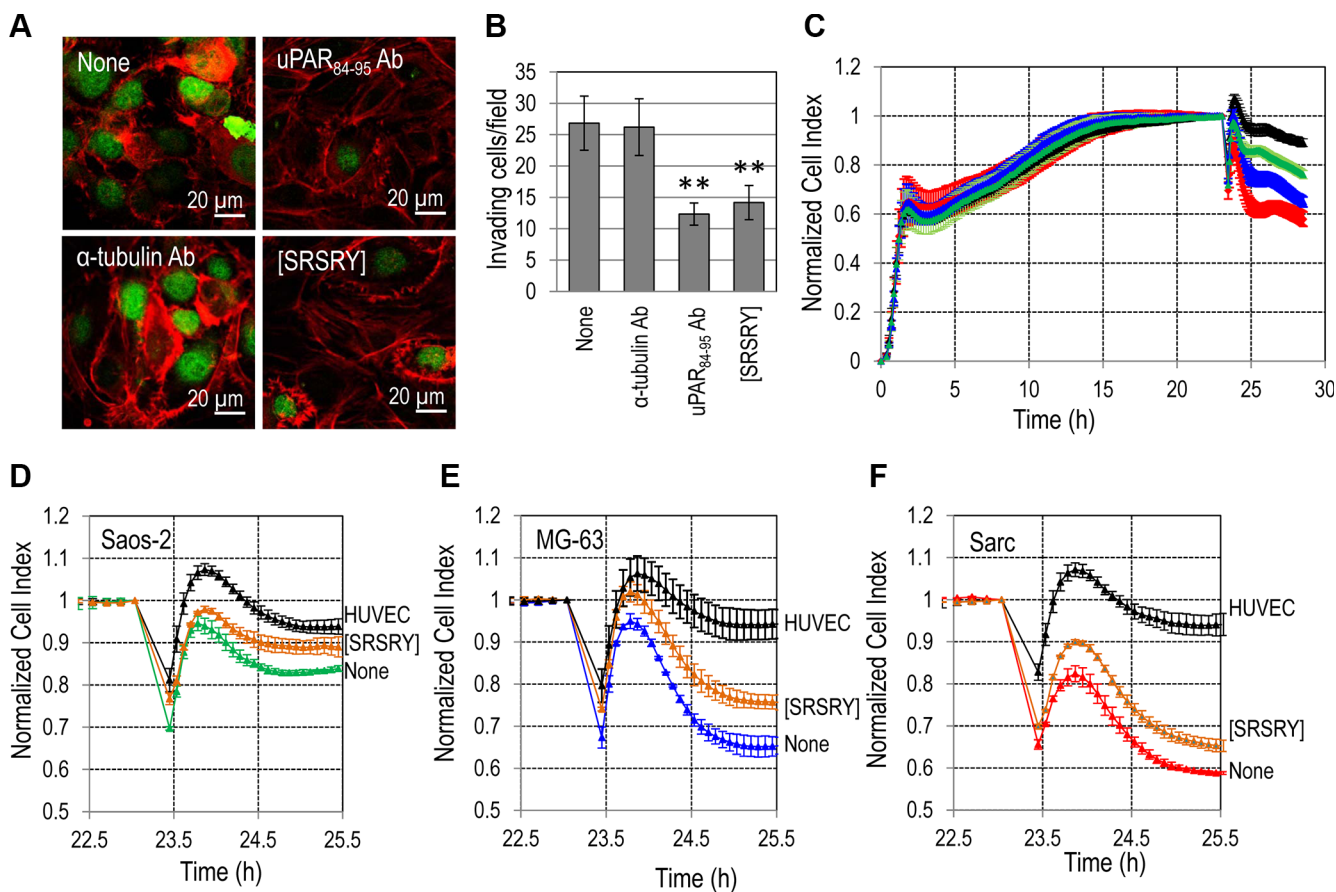 A
None
20 µm
uPAR84-95 Ab
20 µm
α-tubulin Ab
20 µm
[SRSRY]
20 µm
B
Invading cells/field
35
30
25
20
15
10
5
0
**
**
None
α-tubulin Ab
uPAR84-95 Ab
[SRSRY]
C
Normalized Cell Index
1.2
1.0
0.8
0.6
0.4
0.2
0
0 5 10 15 20 25 30
Time (h)
D
Normalized Cell Index
1.2
1.1
1
0.9
0.8
0.7
0.6
0.5
Saos-2
HUVEC
[SRSRY]
None
22.5 23.5 24.5 25.5
Time (h)
E
Normalized Cell Index
1.2
1.1
1
0.9
0.8
0.7
0.6
0.5
MG-63
HUVEC
[SRSRY]
None
22.5 23.5 24.5 25.5
Time (h)
F
Normalized Cell Index
1.2
1.1
1
0.9
0.8
0.7
0.6
0.5
Sarc
HUVEC
[SRSRY]
None
22.5 23.5 24.5 25.5
Time (h)